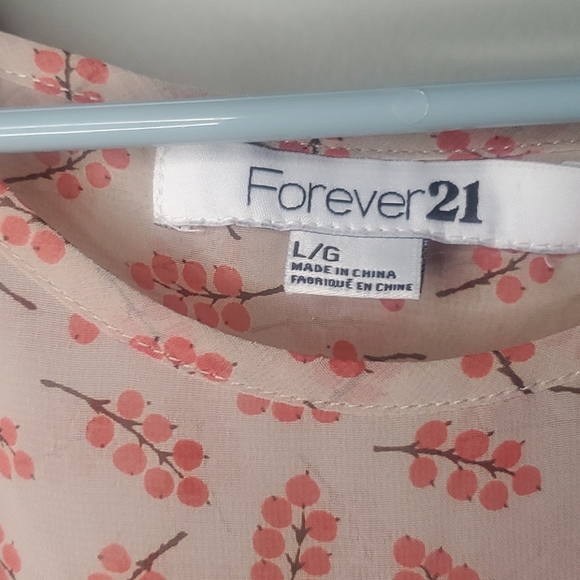 Forever21
L/G
MADE IN CHINA
FABRIQUÉ EN CHINE